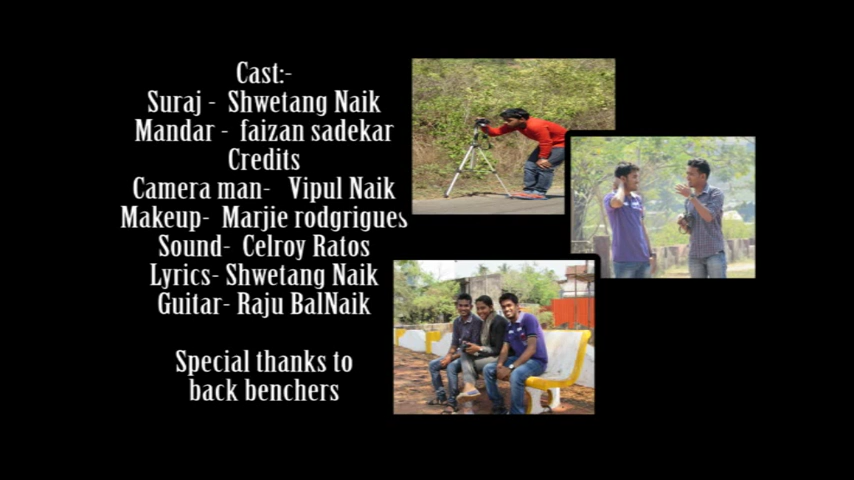 Cast:-
Suraj - Shwetang Naik
Mandar - faizan sadekar
Credits
Camera man- Vipul Naik
Makeup- Marjie rodgrigues
Sound- Celroy Ratos
Lyrics- Shwetang Naik
Guitar- Raju BalNaik
Special thanks to
back benchers